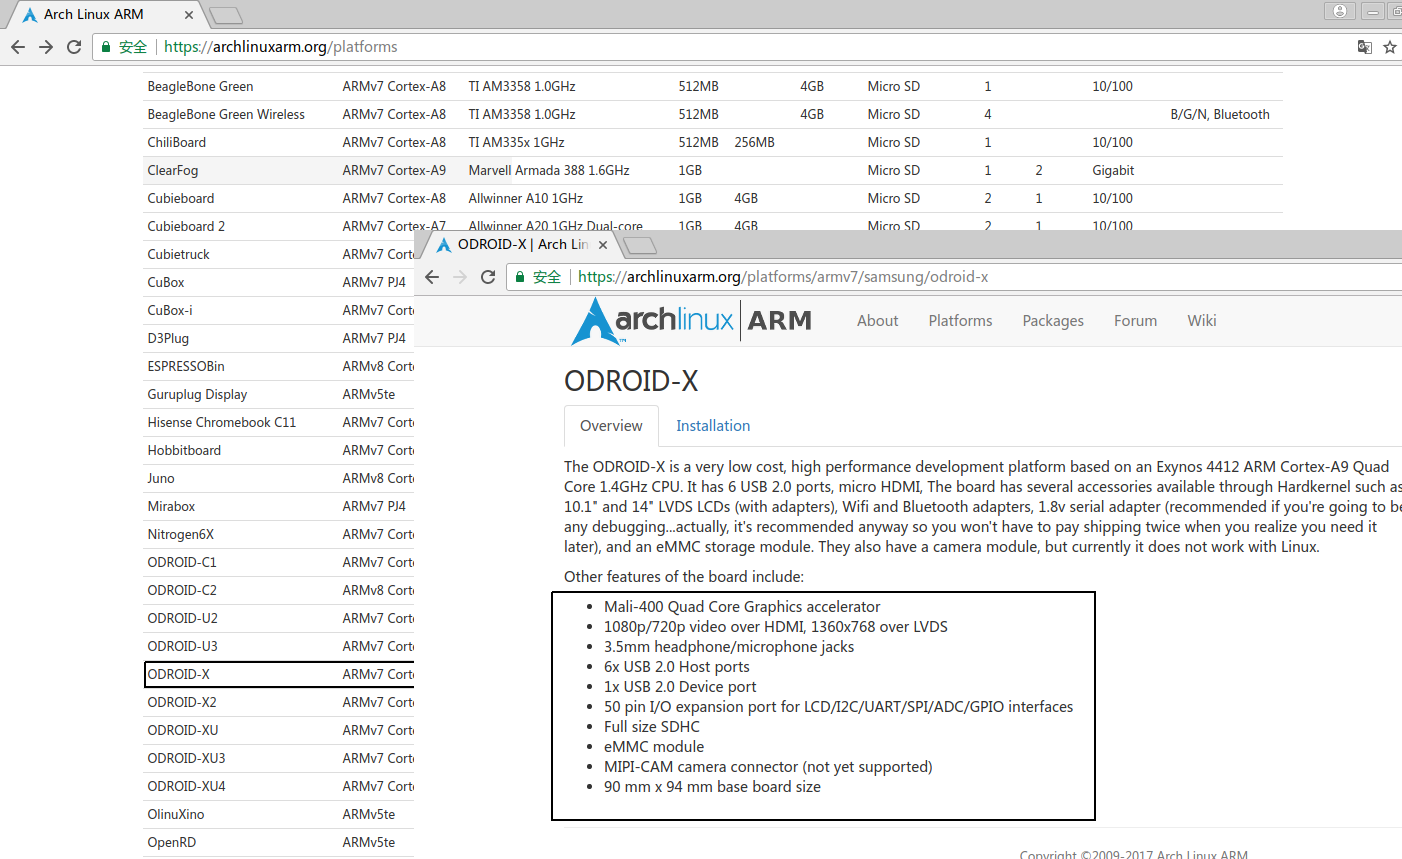 Arch Linux ARM
安全 https://archlinuxarm.org/platforms
BeagleBone Green ARMv7 Cortex-A8 TI AM3358 1.0GHz 512MB 4GB Micro SD 1 10/100
BeagleBone Green Wireless ARMv7 Cortex-A8 TI AM3358 1.0GHz 512MB 4GB Micro SD 4 B/G/N, Bluetooth
ChiliBoard ARMv7 Cortex-A8 TI AM335x 1GHz 512MB 256MB Micro SD 1 10/100
ClearFog ARMv7 Cortex-A9 Marvell Armada 388 1.6GHz 1GB Micro SD 1 2 Gigabit
Cubieboard ARMv7 Cortex-A8 Allwinner A10 1GHz 1GB 4GB Micro SD 2 1 10/100
Cubieboard 2 ARMv7 Cortex-A7 Allwinner A20 1GHz Dual-core 1GB 4GB Micro SD 2 1 10/100
Cubietruck ARMv7 Cort
CuBox ARMv7 PJ4
CuBox-i ARMv7 Cort
D3Plug ARMv7 PJ4
ESPRESSOBin ARMv8 Cort
Guruplug Display ARMv5te
Hisense Chromebook C11 ARMv7 Cort
Hobbitboard ARMv7 Cort
Juno ARMv8 Cort
Mirabox ARMv7 PJ4
Nitrogen6X ARMv7 Cort
ODROID-C1 ARMv7 Cort
ODROID-C2 ARMv8 Cort
ODROID-U2 ARMv7 Cort
ODROID-U3 ARMv7 Cort
ODROID-X ARMv7 Cort
ODROID-X2 ARMv7 Cort
ODROID-XU ARMv7 Cort
ODROID-XU3 ARMv7 Cort
ODROID-XU4 ARMv7 Cort
OlinuXino ARMv5te
OpenRD ARMv5te
ODROID-X | Arch Lin
安全 https://archlinuxarm.org/platforms/armv7/samsung/odroid-x
archlinux ARM About Platforms Packages Forum Wiki
™
ODROID-X
Overview Installation
The ODROID-X is a very low cost, high performance development platform based on an Exynos 4412 ARM Cortex-A9 Quad
Core 1.4GHz CPU. It has 6 USB 2.0 ports, micro HDMI, The board has several accessories available through Hardkernel such as
10.1" and 14" LVDS LCDs (with adapters), Wifi and Bluetooth adapters, 1.8v serial adapter (recommended if you're going to be
any debugging...actually, it's recommended anyway so you won't have to pay shipping twice when you realize you need it
later), and an eMMC storage module. They also have a camera module, but currently it does not work with Linux.
Other features of the board include:
• Mali-400 Quad Core Graphics accelerator
• 1080p/720p video over HDMI, 1360x768 over LVDS
• 3.5mm headphone/microphone jacks
• 6x USB 2.0 Host ports
• 1x USB 2.0 Device port
• 50 pin I/O expansion port for LCD/I2C/UART/SPI/ADC/GPIO interfaces
• Full size SDHC
• eMMC module
• MIPI-CAM camera connector (not yet supported)
• 90 mm x 94 mm base board size
Copyright ©2009-2017 Arch Linux ARM